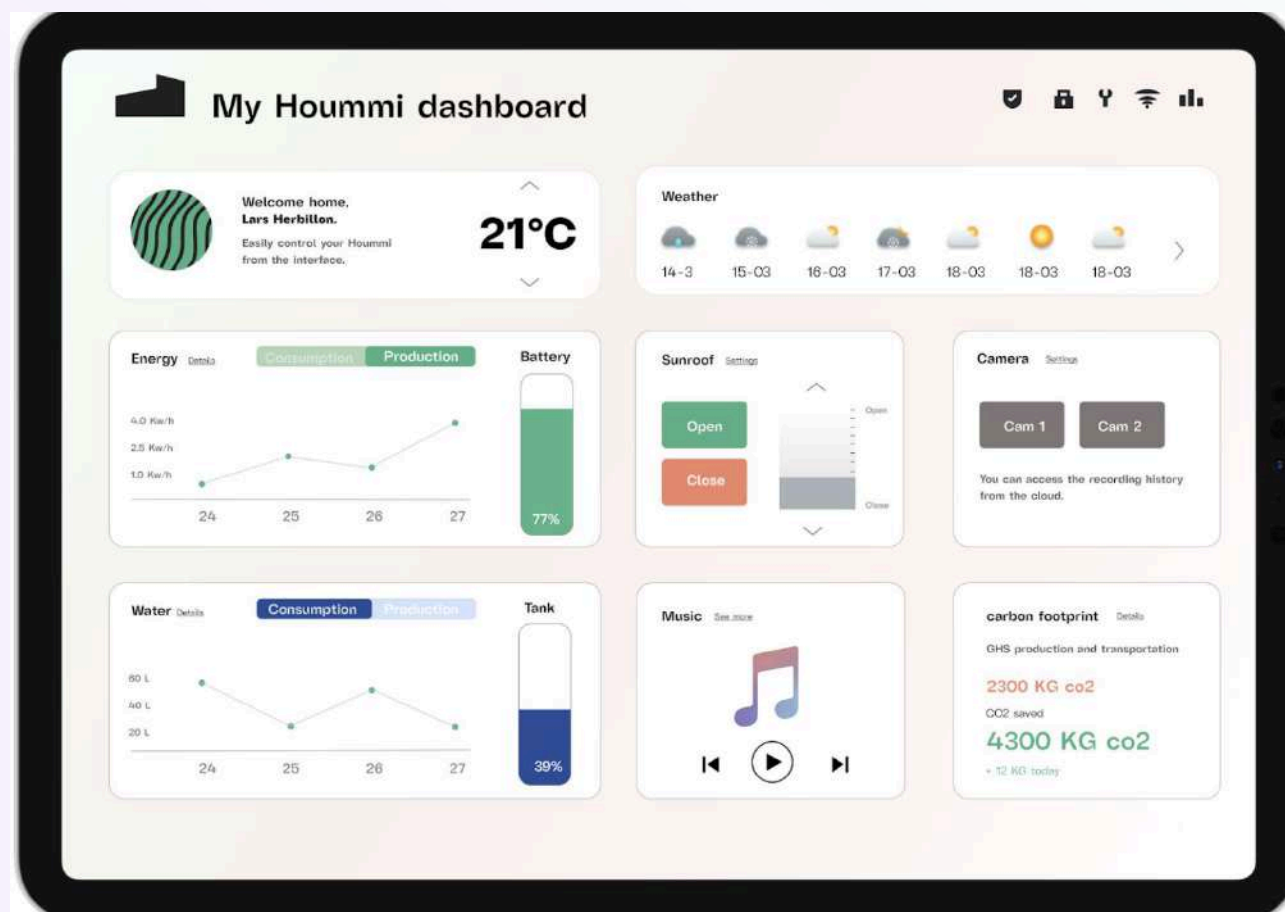 My Hoummi dashboard
Welcome home,
Lars Herbillon.
Easily control your Hoummi
from the interface.
21°C
Weather
14-3 15-03 16-03 17-03 18-03 18-03 18-03
Energy Details Consumption Production Battery
4.0 Kw/h
2.5 Kw/h
1.0 Kw/h
24 25 26 27
77%
Sunroof Settings
Open
Close
Open
Close
Camera Settings
Cam 1 Cam 2
You can access the recording history
from the cloud.
Water Details Consumption Production Tank
60 L
40 L
20 L
24 25 26 27
39%
Music See more
carbon footprint Details
GHS production and transportation
2300 KG co2
CO2 saved
4300 KG co2
+ 12 KG today